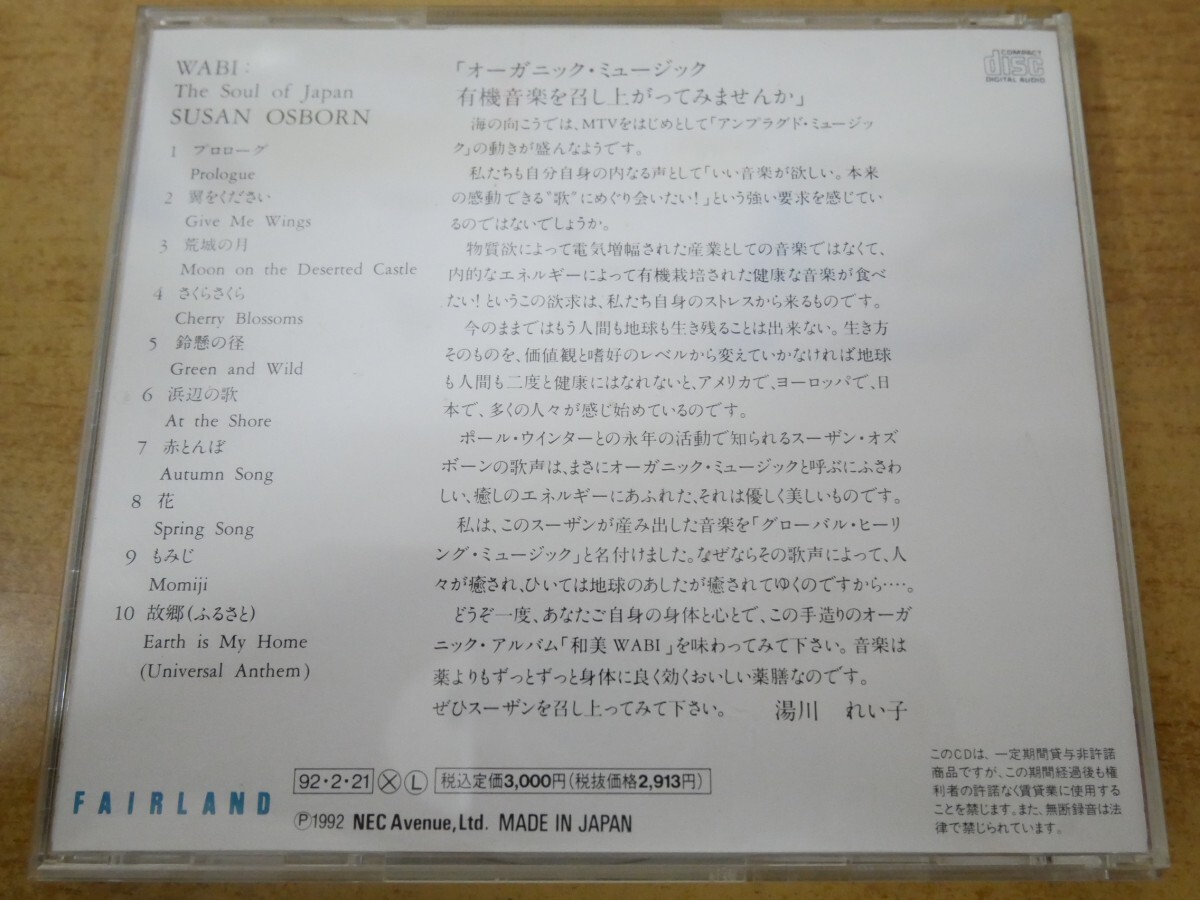 WABI:
The Soul of Japan
SUSAN OSBORN
1 プロローグ
Prologue
2 翼をください
Give Me Wings
3 荒城の月
Moon on the Deserted Castle
4 さくらさくら
Cherry Blossoms
5 鈴懸の径
Green and Wild
6 浜辺の歌
At the Shore
7 赤とんぼ
Autumn Song
8 花
Spring Song
9 もみじ
Momiji
10 故郷(ふるさと)
Earth is My Home
(Universal Anthem)
「オーガニック・ミュージック
有機音楽を召し上がってみませんか」
海の向こうでは、MTVをはじめとして「アンプラグド・ミュージッ
ク」の動きが盛んなようです。
私たちも自分自身の内なる声として「いい音楽が欲しい。本来
の感動できる“歌”にめぐり会いたい!」という強い要求を感じてい
るのではないでしょうか。
物質欲によって電気増幅された産業としての音楽ではなくて、
内的なエネルギーによって有機栽培された健康な音楽が食べ
たい!というこの欲求は、私たち自身のストレスから来るものです。
今のままではもう人間も地球も生き残ることは出来ない。生き方
そのものを、価値観と嗜好のレベルから変えていかなければ地球
も人間も二度と健康にはなれないと、アメリカで、ヨーロッパで、日
本で、多くの人々が感じ始めているのです。
ポール・ウインターとの永年の活動で知られるスーザン・オズ
ボーンの歌声は、まさにオーガニック・ミュージックと呼ぶにふさわ
しい、癒しのエネルギーにあふれた、それは優しく美しいものです。
私は、このスーザンが産み出した音楽を「グローバル・ヒーリ
ング・ミュージック」と名付けました。なぜならその歌声によって、人
々が癒され、ひいては地球のあしたが癒されてゆくのですから‥‥。
どうぞ一度、あなたご自身の身体と心とで、この手造りのオーガ
ニック・アルバム「和美 WABI」を味わってみて下さい。音楽は
薬よりもずっとずっと身体に良く効くおいしい薬膳なのです。
ぜひスーザンを召し上ってみて下さい。 湯川 れい子
COMPACT
disc
DIGITAL AUDIO
FAIRLAND
92・2・21 Ⓧ Ⓛ 税込定価3,000円(税抜価格2,913円)
Ⓟ1992 NEC Avenue, Ltd. MADE IN JAPAN
このCDは、一定期間貸与非許諾
商品ですが、この期間経過後も権
利者の許諾なく賃貸業に使用する
ことを禁じます。また、無断録音は法
律で禁じられています。